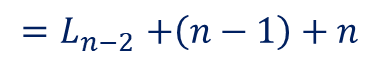 = L_{n-2} +(n − 1) + n